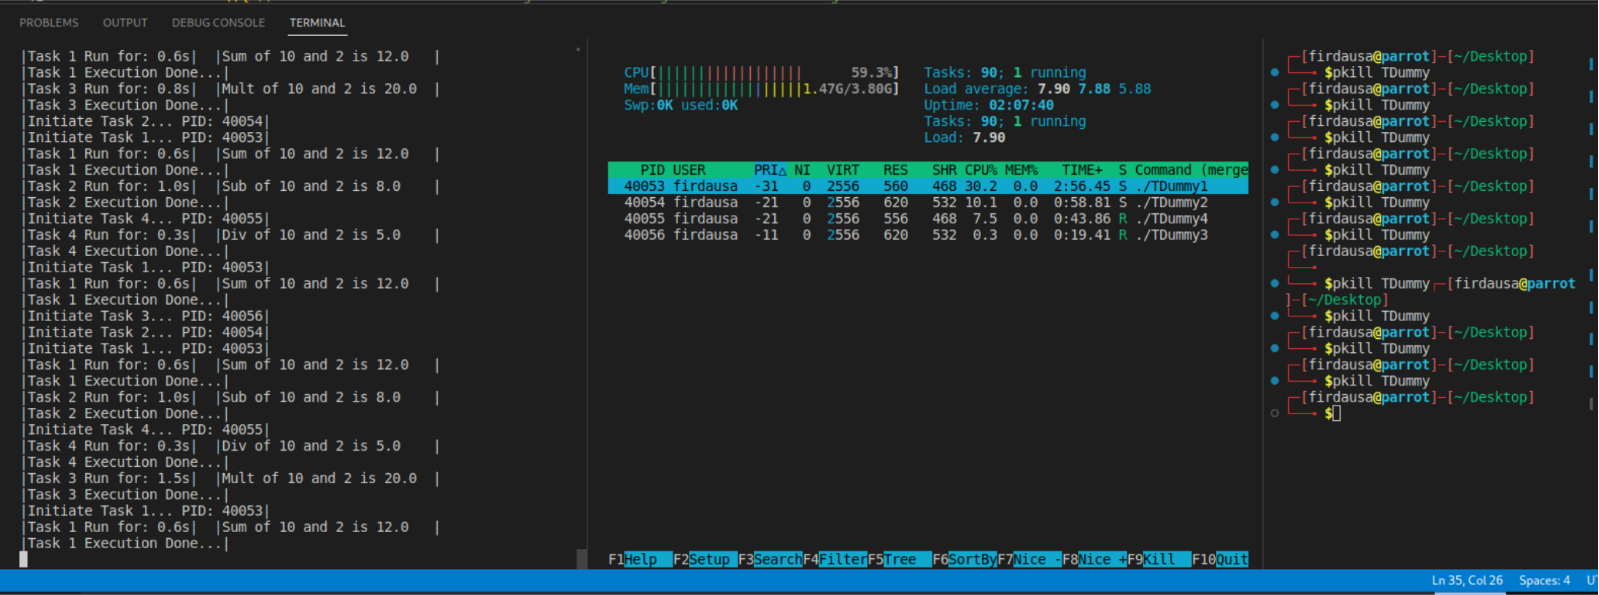 PROBLEMS OUTPUT DEBUG CONSOLE TERMINAL
|Task 1 Run for: 0.6s| |Sum of 10 and 2 is 12.0 |
|Task 1 Execution Done...|
|Task 3 Run for: 0.8s| |Mult of 10 and 2 is 20.0 |
|Task 3 Execution Done...|
|Initiate Task 2... PID: 40054|
|Initiate Task 1... PID: 40053|
|Task 1 Run for: 0.6s| |Sum of 10 and 2 is 12.0 |
|Task 1 Execution Done...|
|Task 2 Run for: 1.0s| |Sub of 10 and 2 is 8.0 |
|Task 2 Execution Done...|
|Initiate Task 4... PID: 40055|
|Task 4 Run for: 0.3s| |Div of 10 and 2 is 5.0 |
|Task 4 Execution Done...|
|Initiate Task 1... PID: 40053|
|Task 1 Run for: 0.6s| |Sum of 10 and 2 is 12.0 |
|Task 1 Execution Done...|
|Initiate Task 3... PID: 40056|
|Initiate Task 2... PID: 40054|
|Initiate Task 1... PID: 40053|
|Task 1 Run for: 0.6s| |Sum of 10 and 2 is 12.0 |
|Task 1 Execution Done...|
|Task 2 Run for: 1.0s| |Sub of 10 and 2 is 8.0 |
|Task 2 Execution Done...|
|Initiate Task 4... PID: 40055|
|Task 4 Run for: 0.3s| |Div of 10 and 2 is 5.0 |
|Task 4 Execution Done...|
|Task 3 Run for: 1.5s| |Mult of 10 and 2 is 20.0 |
|Task 3 Execution Done...|
|Initiate Task 1... PID: 40053|
|Task 1 Run for: 0.6s| |Sum of 10 and 2 is 12.0 |
|Task 1 Execution Done...|
CPU[|||||||||||||||||| 59.3%] Tasks: 90; 1 running
Mem[||||||||||||||||||1.47G/3.80G] Load average: 7.90 7.88 5.88
Swp:0K used:0K Uptime: 02:07:40
Tasks: 90; 1 running
Load: 7.90
PID USER PRI△ NI VIRT RES SHR CPU% MEM% TIME+ S Command (merge
40053 firdausa -31 0 2556 560 468 30.2 0.0 2:56.45 S ./TDummy1
40054 firdausa -21 0 2556 620 532 10.1 0.0 0:58.81 S ./TDummy2
40055 firdausa -21 0 2556 556 468 7.5 0.0 0:43.86 R ./TDummy4
40056 firdausa -11 0 2556 620 532 0.3 0.0 0:19.41 R ./TDummy3
F1Help F2Setup F3SearchF4FilterF5Tree F6SortByF7Nice -F8Nice +F9Kill F10Quit
[firdausa@parrot]-[~/Desktop]
$pkill TDummy
[firdausa@parrot]-[~/Desktop]
$pkill TDummy
[firdausa@parrot]-[~/Desktop]
$pkill TDummy
[firdausa@parrot]-[~/Desktop]
$pkill TDummy
[firdausa@parrot]-[~/Desktop]
$pkill TDummy
[firdausa@parrot]-[~/Desktop]
$pkill TDummy
[firdausa@parrot]-[~/Desktop]
$pkill TDummy[firdausa@parrot
]-[~/Desktop]
$pkill TDummy
[firdausa@parrot]-[~/Desktop]
$pkill TDummy
[firdausa@parrot]-[~/Desktop]
$pkill TDummy
[firdausa@parrot]-[~/Desktop]
$
Ln 35, Col 26 Spaces: 4